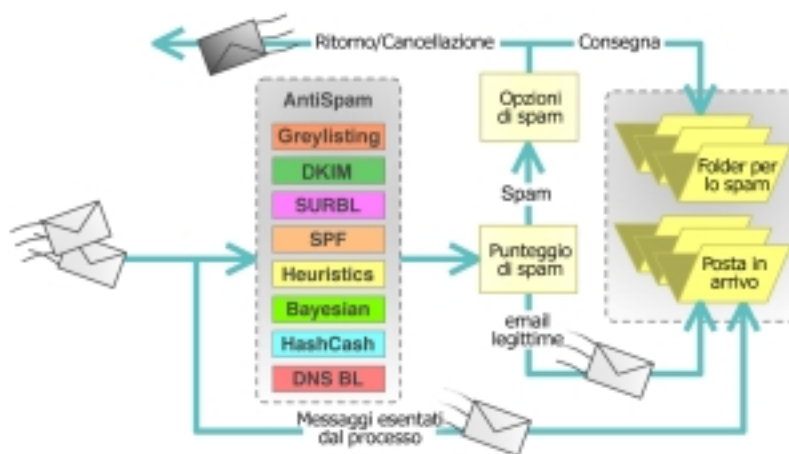 Ritorno/Cancellazione
Consegna
AntiSpam
Greylisting
DKIM
SURBL
SPF
Heuristics
Bayesian
HashCash
DNS BL
Opzioni
di spam
Spam
Punteggio
di spam
email
legittime
Folder per
lo spam
Posta in
arrivo
Messaggi esentati
dal processo